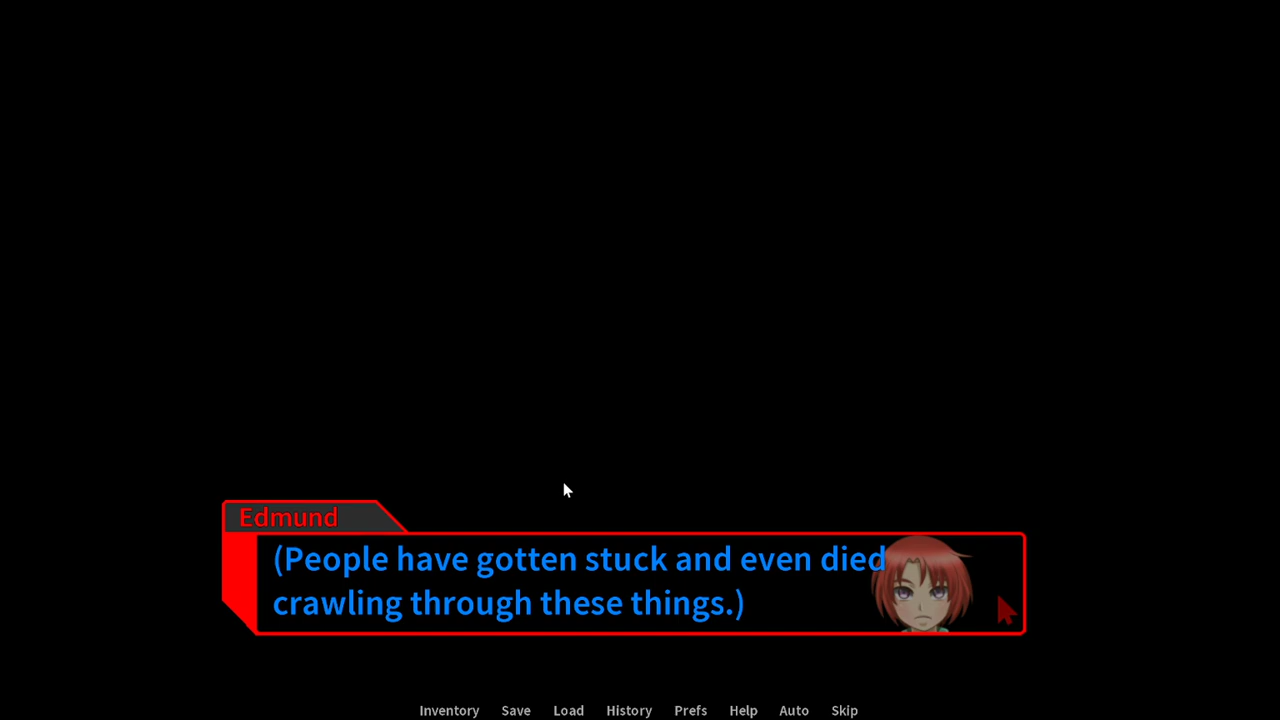 Edmund
(People have gotten stuck and even died
crawling through these things.)
Inventory Save Load History Prefs Help Auto Skip